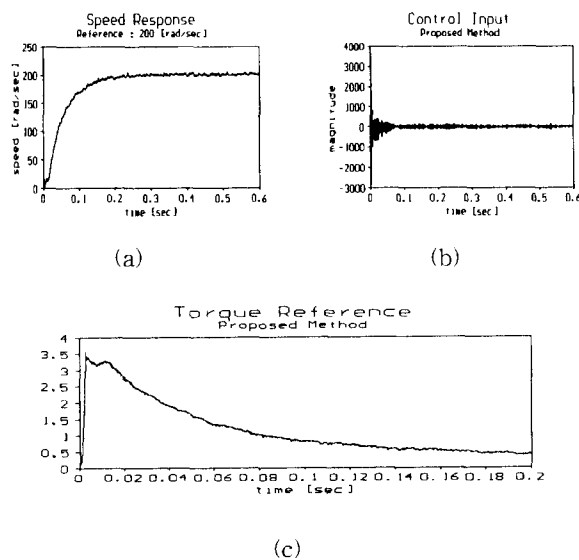 Speed Response
Reference : 200 [rad/sec]
speed [rad/sec]
250
200
150
100
50
0
0 0.1 0.2 0.3 0.4 0.5 0.6
time [sec]
(a)
Control Input
Proposed Method
magnitude
4000
3000
2000
1000
0
-1000
-2000
-3000
0 0.1 0.2 0.3 0.4 0.5 0.6
time [sec]
(b)
Torque Reference
Proposed Method
4
3.5
3
2.5
2
1.5
1
0.5
0
0 0.02 0.04 0.06 0.08 0.1 0.12 0.14 0.16 0.18 0.2
time [sec]
(c)